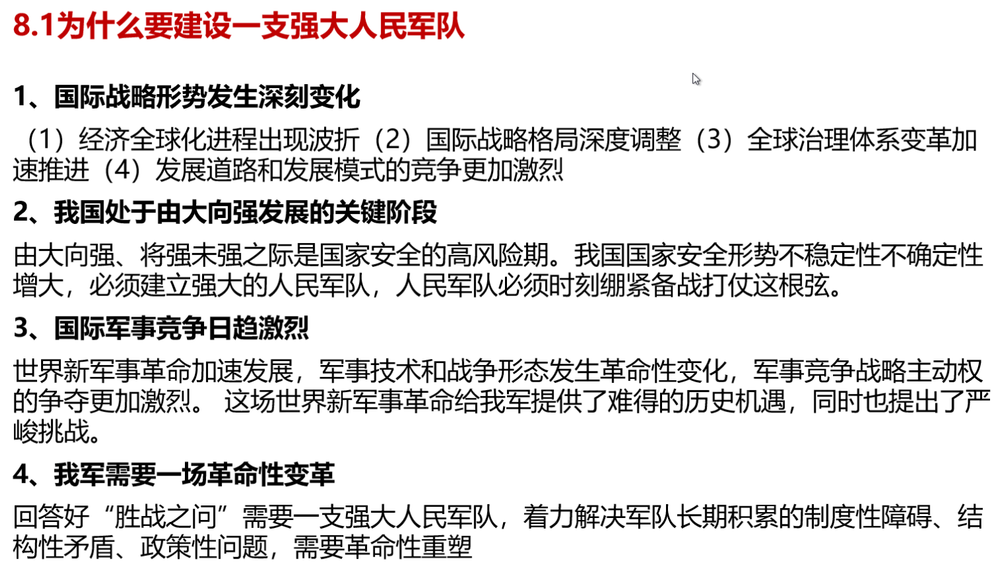 8.1为什么要建设一支强大人民军队
1、国际战略形势发生深刻变化
（1）经济全球化进程出现波折（2）国际战略格局深度调整（3）全球治理体系变革加
速推进（4）发展道路和发展模式的竞争更加激烈
2、我国处于由大向强发展的关键阶段
由大向强、将强未强之际是国家安全的高风险期。我国国家安全形势不稳定性不确定性
增大，必须建立强大的人民军队，人民军队必须时刻绷紧备战打仗这根弦。
3、国际军事竞争日趋激烈
世界新军事革命加速发展，军事技术和战争形态发生革命性变化，军事竞争战略主动权
的争夺更加激烈。 这场世界新军事革命给我军提供了难得的历史机遇，同时也提出了严
峻挑战。
4、我军需要一场革命性变革
回答好“胜战之问”需要一支强大人民军队，着力解决军队长期积累的制度性障碍、结
构性矛盾、政策性问题，需要革命性重塑